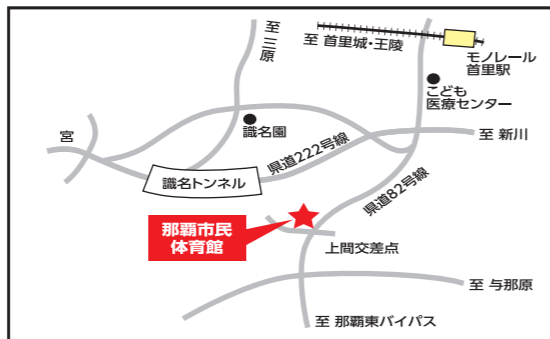 至 三原
至 首里城・王陵
モノレール
首里駅
こども
医療センター
宮
識名園
至 新川
県道222号線
識名トンネル
県道82号線
那覇市民
体育館
上間交差点
至 与那原
至 那覇東バイパス